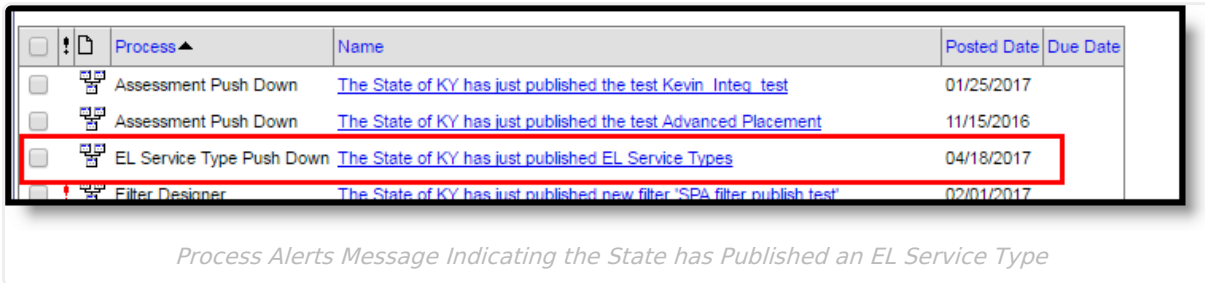 ! Process▲ Name Posted Date Due Date
Assessment Push Down The State of KY has just published the test Kevin_Integ_test 01/25/2017
Assessment Push Down The State of KY has just published the test Advanced Placement 11/15/2016
EL Service Type Push Down The State of KY has just published EL Service Types 04/18/2017
! Filter Designer The State of KY has just published new filter 'SPA filter publish test' 02/01/2017
Process Alerts Message Indicating the State has Published an EL Service Type